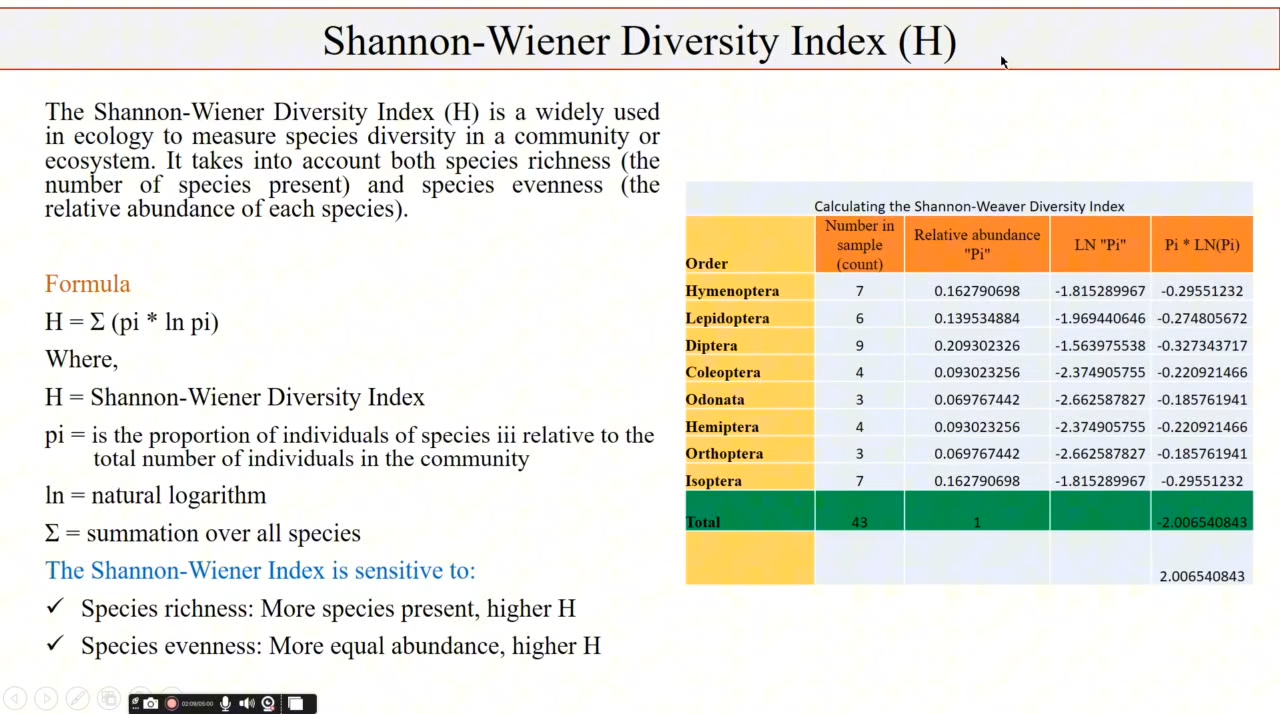 Shannon-Wiener Diversity Index (H)
The Shannon-Wiener Diversity Index (H) is a widely used
in ecology to measure species diversity in a community or
ecosystem. It takes into account both species richness (the
number of species present) and species evenness (the
relative abundance of each species).
Formula
H = Σ (pi * ln pi)
Where,
H = Shannon-Wiener Diversity Index
pi = is the proportion of individuals of species iii relative to the
total number of individuals in the community
ln = natural logarithm
Σ = summation over all species
The Shannon-Wiener Index is sensitive to:
✓ Species richness: More species present, higher H
✓ Species evenness: More equal abundance, higher H
Calculating the Shannon-Weaver Diversity Index
Order Number in sample (count) Relative abundance "Pi" LN "Pi" Pi * LN(Pi)
Hymenoptera 7 0.162790698 -1.815289967 -0.29551232
Lepidoptera 6 0.139534884 -1.969440646 -0.274805672
Diptera 9 0.209302326 -1.563975538 -0.327343717
Coleoptera 4 0.093023256 -2.374905755 -0.220921466
Odonata 3 0.069767442 -2.662587827 -0.185761941
Hemiptera 4 0.093023256 -2.374905755 -0.220921466
Orthoptera 3 0.069767442 -2.662587827 -0.185761941
Isoptera 7 0.162790698 -1.815289967 -0.29551232
Total 43 1 -2.006540843
2.006540843